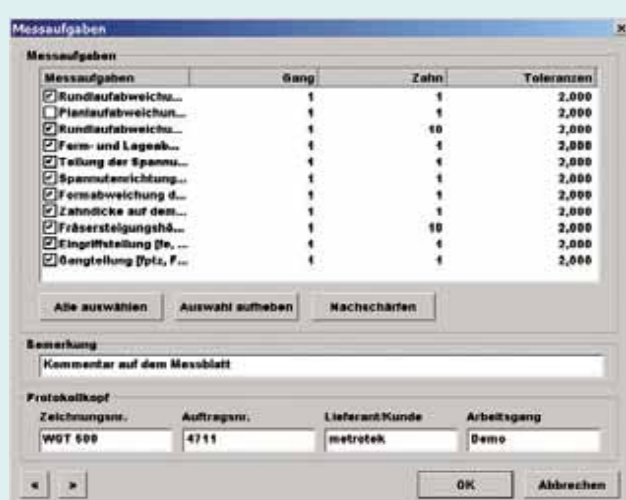 Messaufgaben
Messaufgaben
Messaufgaben Gang Zahn Toleranzen
Rundlaufabweichu... 1 1 2,000
Planlaufabweichun... 1 1 2,000
Rundlaufabweichu... 1 10 2,000
Form- und Lageab... 1 1 2,000
Teilung der Spannu... 1 1 2,000
Spannutenrichtung... 1 1 2,000
Formabweichung d... 1 1 2,000
Zahndicke auf dem... 1 1 2,000
Fräsersteigungshö... 1 10 2,000
Eingriffsteilung [fe, ... 1 1 2,000
Gangteilung [fptz, F... 1 1 2,000
Alle auswählen Auswahl aufheben Nachschärfen
Bemerkung
Kommentar auf dem Messblatt
Protokollkopf
Zeichnungsnr. Auftragsnr. Lieferant/Kunde Arbeitsgang
WGT 500 4711 metrotek Demo
« » OK Abbrechen